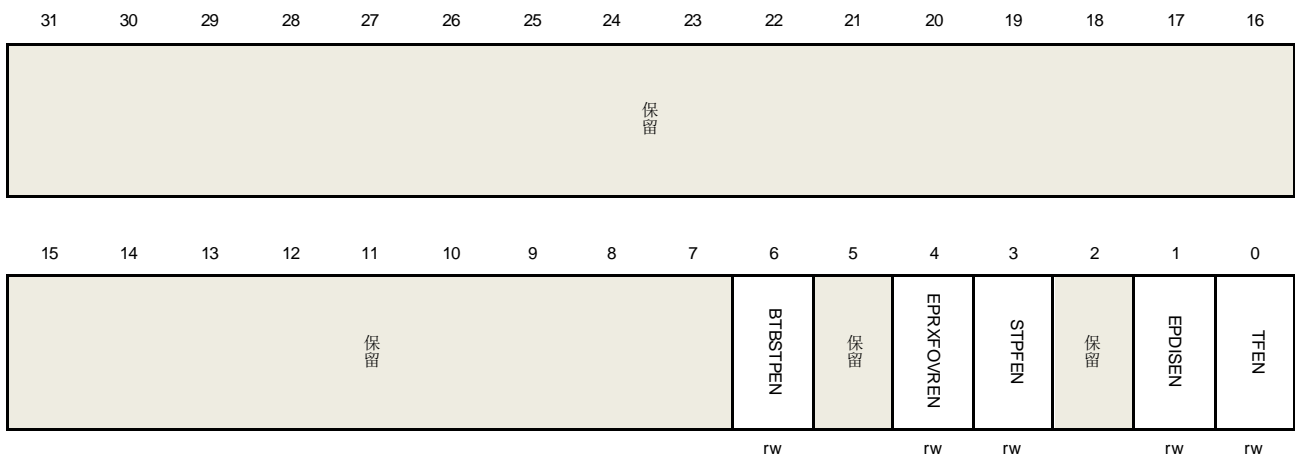 31 30 29 28 27 26 25 24 23 22 21 20 19 18 17 16
保留
15 14 13 12 11 10 9 8 7 6 5 4 3 2 1 0
保留 BTBSTPEN 保留 EPRXFOVREN STPFEN 保留 EPDISEN TFEN
rw rw rw rw rw